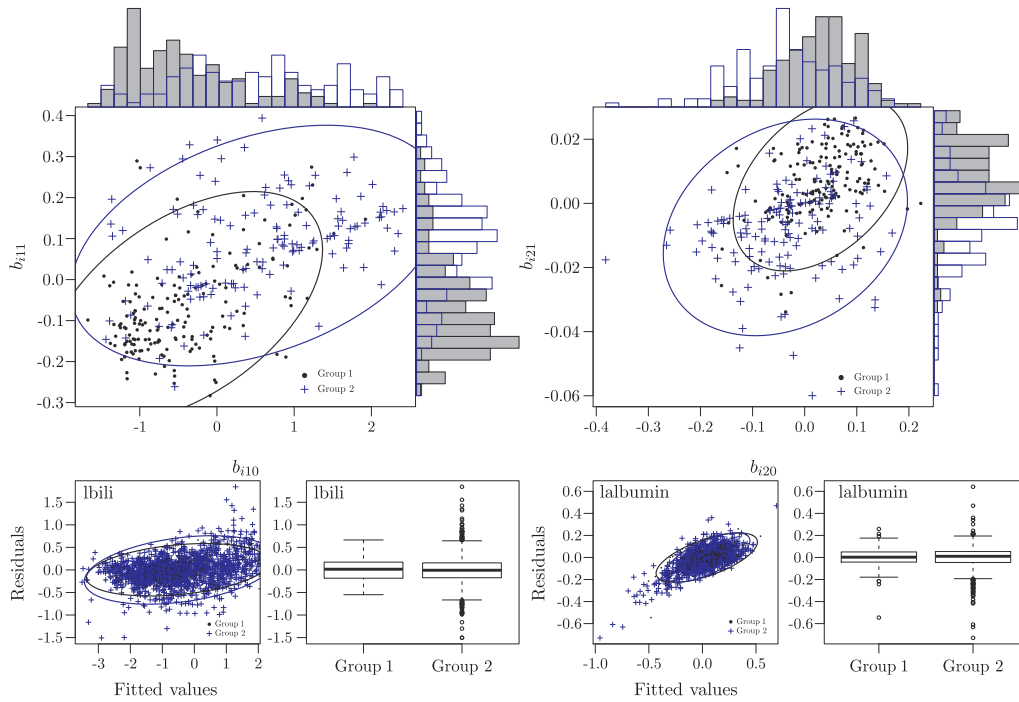 0.4
0.3
0.2
0.1
0.0
-0.1
-0.2
-0.3
b_{i11}
-1
0
1
2
b_{i10}
Group 1
Group 2
0.02
0.00
-0.02
-0.04
-0.06
b_{i21}
-0.4
-0.3
-0.2
-0.1
0.0
0.1
0.2
b_{i20}
Group 1
Group 2
lbili
1.5
1.0
0.5
0.0
-0.5
-1.0
-1.5
Residuals
-3
-2
-1
0
1
2
Fitted values
Group 1
Group 2
lbili
1.5
1.0
0.5
0.0
-0.5
-1.0
-1.5
Group 1
Group 2
lalbumin
0.6
0.4
0.2
0.0
-0.2
-0.4
-0.6
Residuals
-1.0
-0.5
0.0
0.5
Fitted values
Group 1
Group 2
lalbumin
0.6
0.4
0.2
0.0
-0.2
-0.4
-0.6
Group 1
Group 2